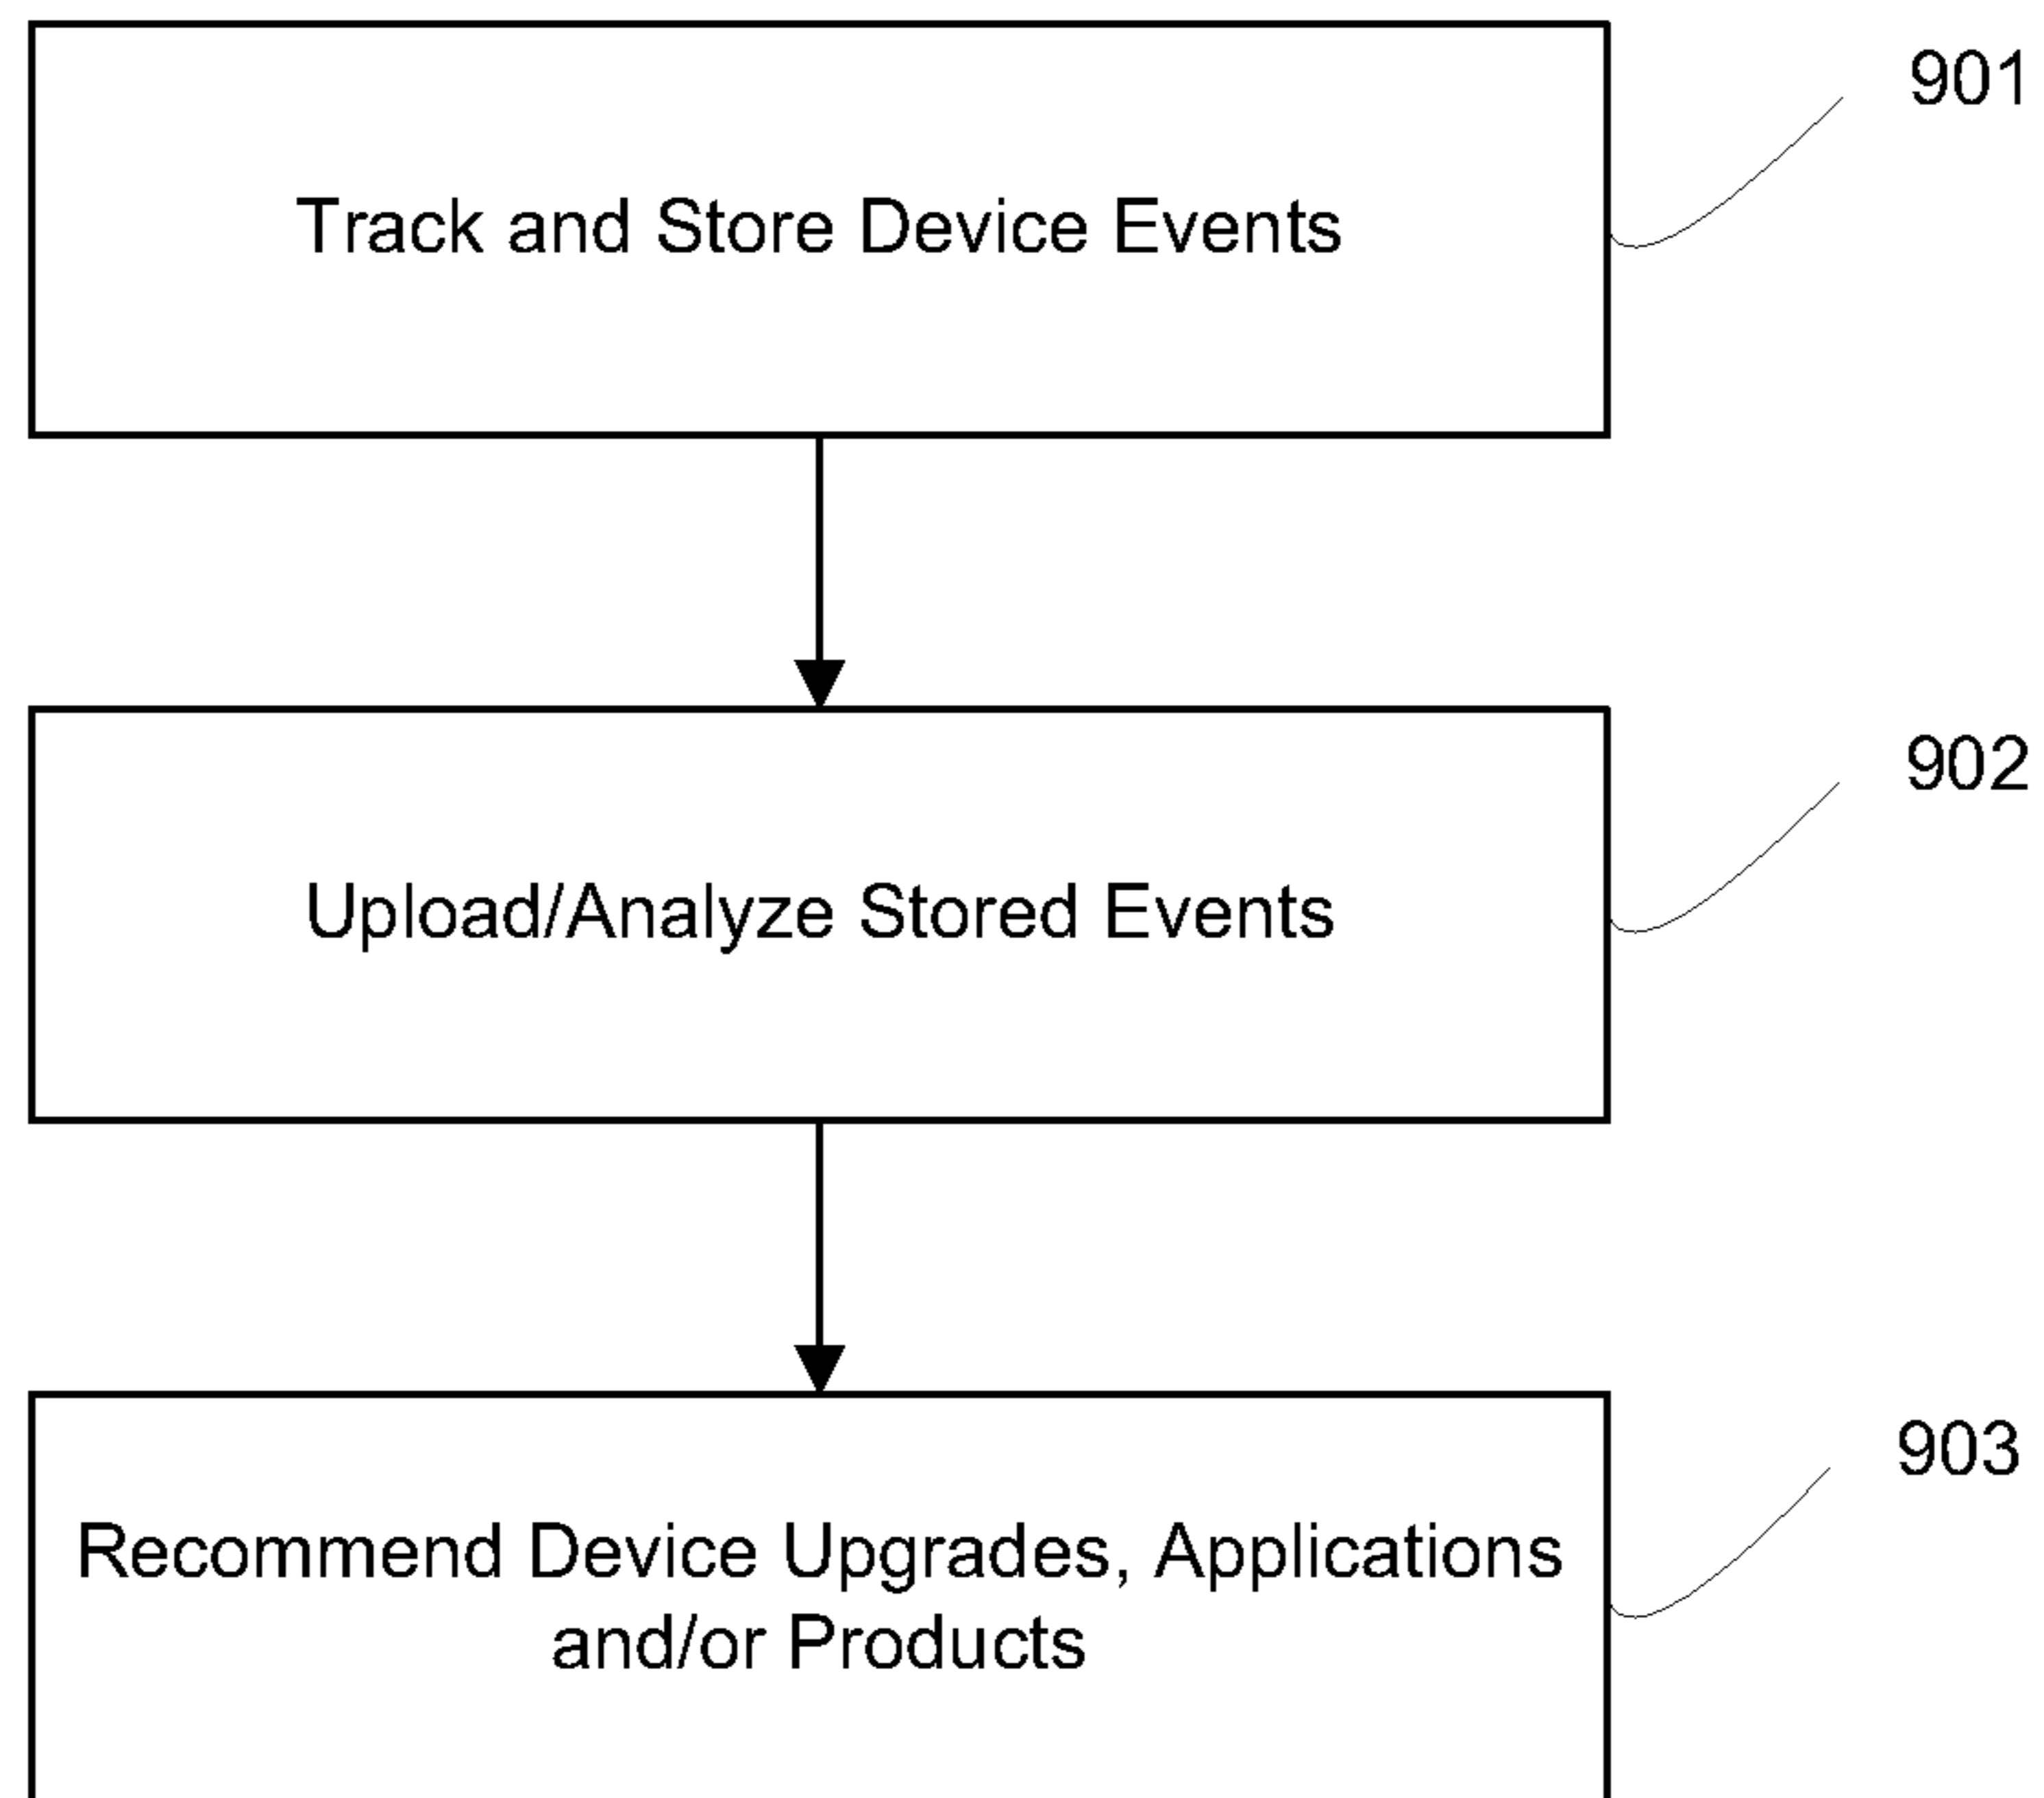 901
Track and Store Device Events
902
Upload/Analyze Stored Events
903
Recommend Device Upgrades, Applications
and/or Products